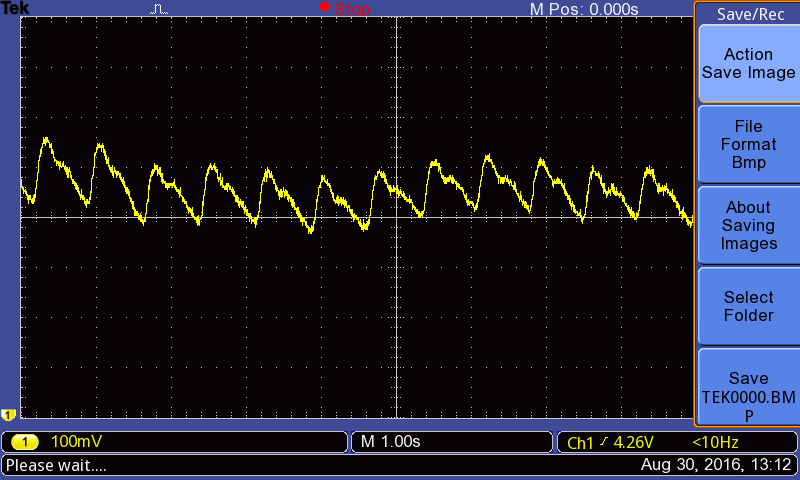 Tek
Stop
M Pos: 0.000s
Save/Rec
Action
Save Image
File
Format
Bmp
About
Saving
Images
Select
Folder
Save
TEK0000.BM
P
1
1 100mV
M 1.00s
Ch1 4.26V
<10Hz
Please wait....
Aug 30, 2016, 13:12